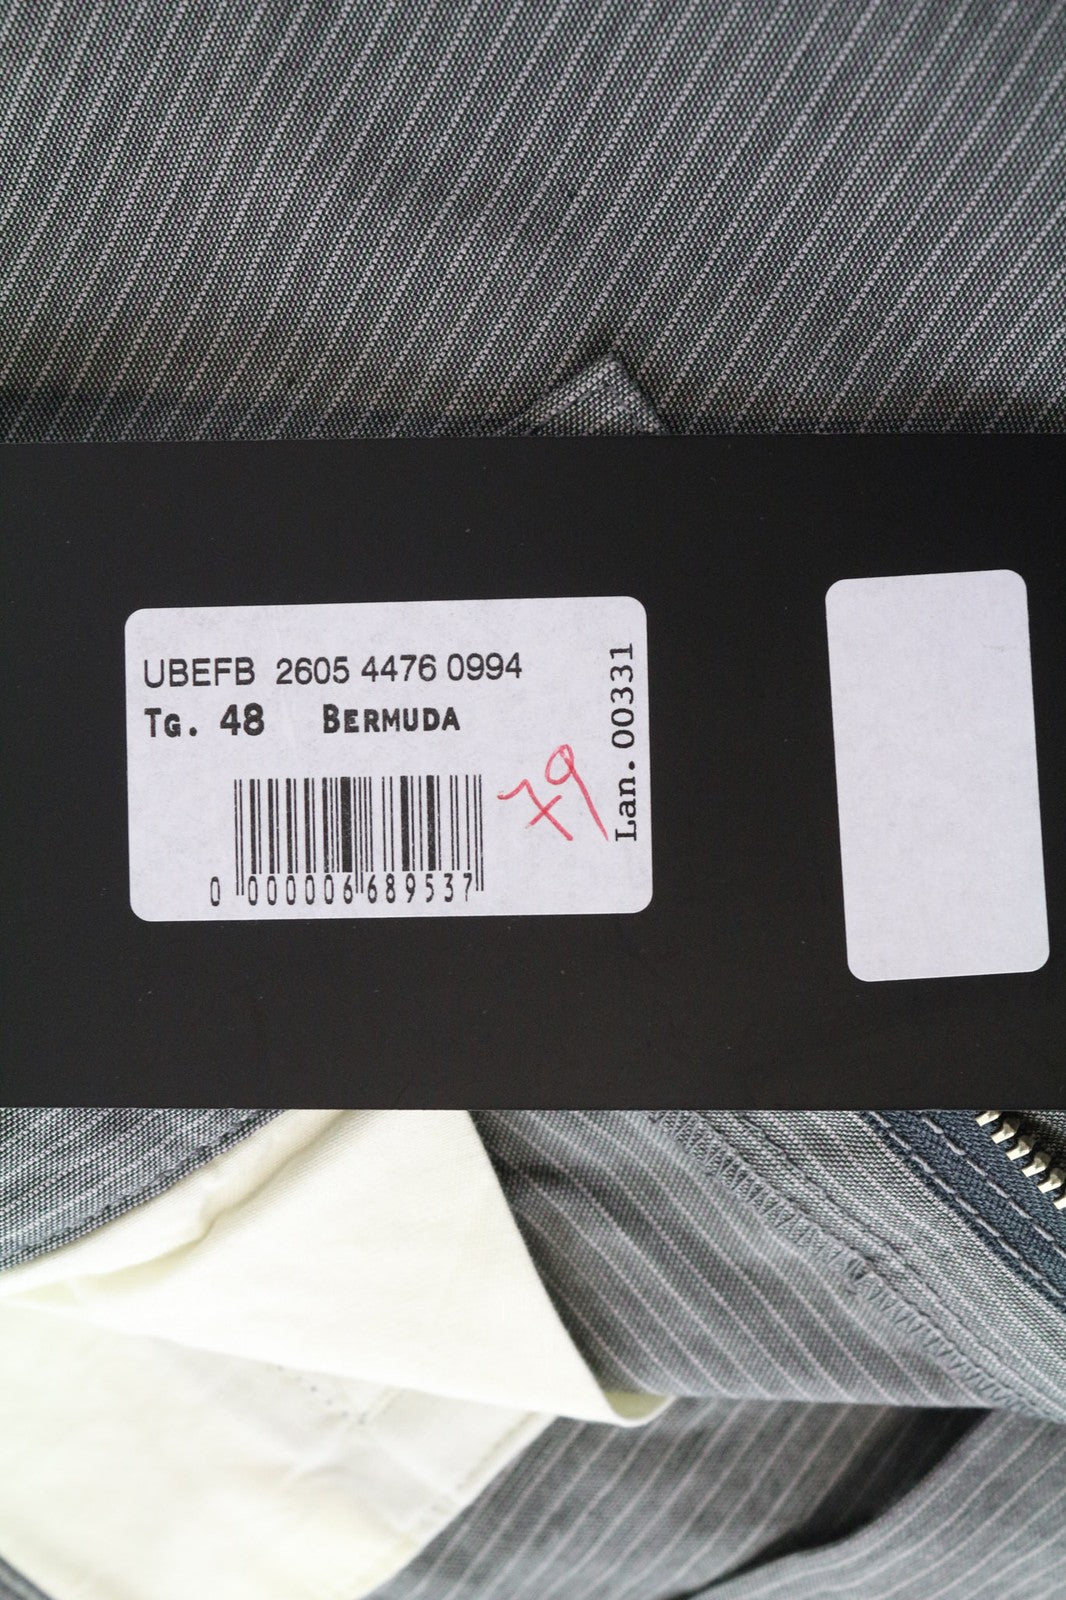 UBEFB 2605 4476 0994
TG. 48 BERMUDA
79
Lan. 00331
0 000006 689537